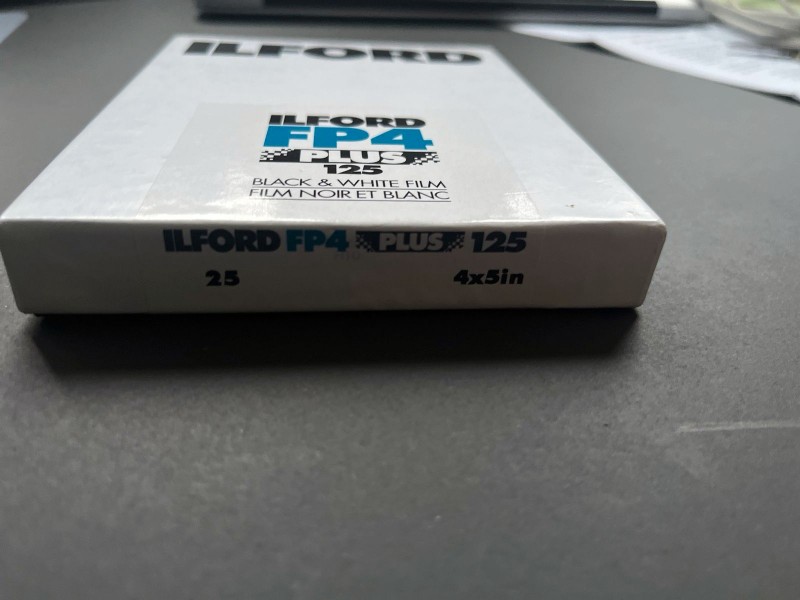 ILFORD
ILFORD
FP4
PLUS
125
BLACK & WHITE FILM
FILM NOIR ET BLANC
ILFORD FP4 PLUS 125
25 4x5in